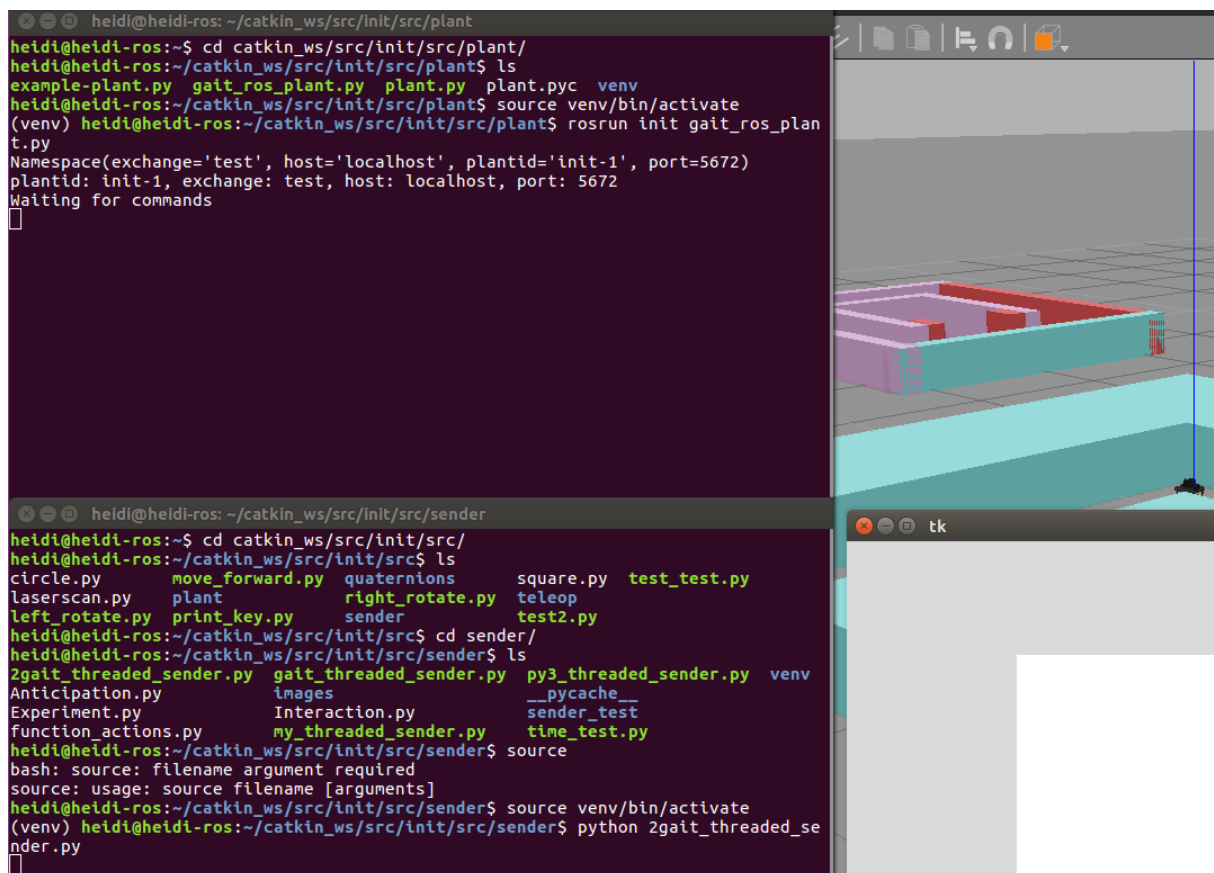 heidi@heidi-ros: ~/catkin_ws/src/init/src/plant
heidi@heidi-ros:~$ cd catkin_ws/src/init/src/plant/
heidi@heidi-ros:~/catkin_ws/src/init/src/plant$ ls
example-plant.py  gait_ros_plant.py  plant.py  plant.pyc  venv
heidi@heidi-ros:~/catkin_ws/src/init/src/plant$ source venv/bin/activate
(venv) heidi@heidi-ros:~/catkin_ws/src/init/src/plant$ rosrun init gait_ros_plan
t.py
Namespace(exchange='test', host='localhost', plantid='init-1', port=5672)
plantid: init-1, exchange: test, host: localhost, port: 5672
Waiting for commands
heidi@heidi-ros: ~/catkin_ws/src/init/src/sender
heidi@heidi-ros:~$ cd catkin_ws/src/init/src/
heidi@heidi-ros:~/catkin_ws/src/init/src$ ls
circle.py       move_forward.py  quaternions      square.py  test_test.py
laserscan.py    plant            right_rotate.py  teleop
left_rotate.py  print_key.py     sender           test2.py
heidi@heidi-ros:~/catkin_ws/src/init/src$ cd sender/
heidi@heidi-ros:~/catkin_ws/src/init/src/sender$ ls
2gait_threaded_sender.py  gait_threaded_sender.py  py3_threaded_sender.py  venv
Anticipation.py           images                   __pycache__
Experiment.py             Interaction.py           sender_test
function_actions.py       my_threaded_sender.py    time_test.py
heidi@heidi-ros:~/catkin_ws/src/init/src/sender$ source
bash: source: filename argument required
source: usage: source filename [arguments]
heidi@heidi-ros:~/catkin_ws/src/init/src/sender$ source venv/bin/activate
(venv) heidi@heidi-ros:~/catkin_ws/src/init/src/sender$ python 2gait_threaded_se
nder.py
tk